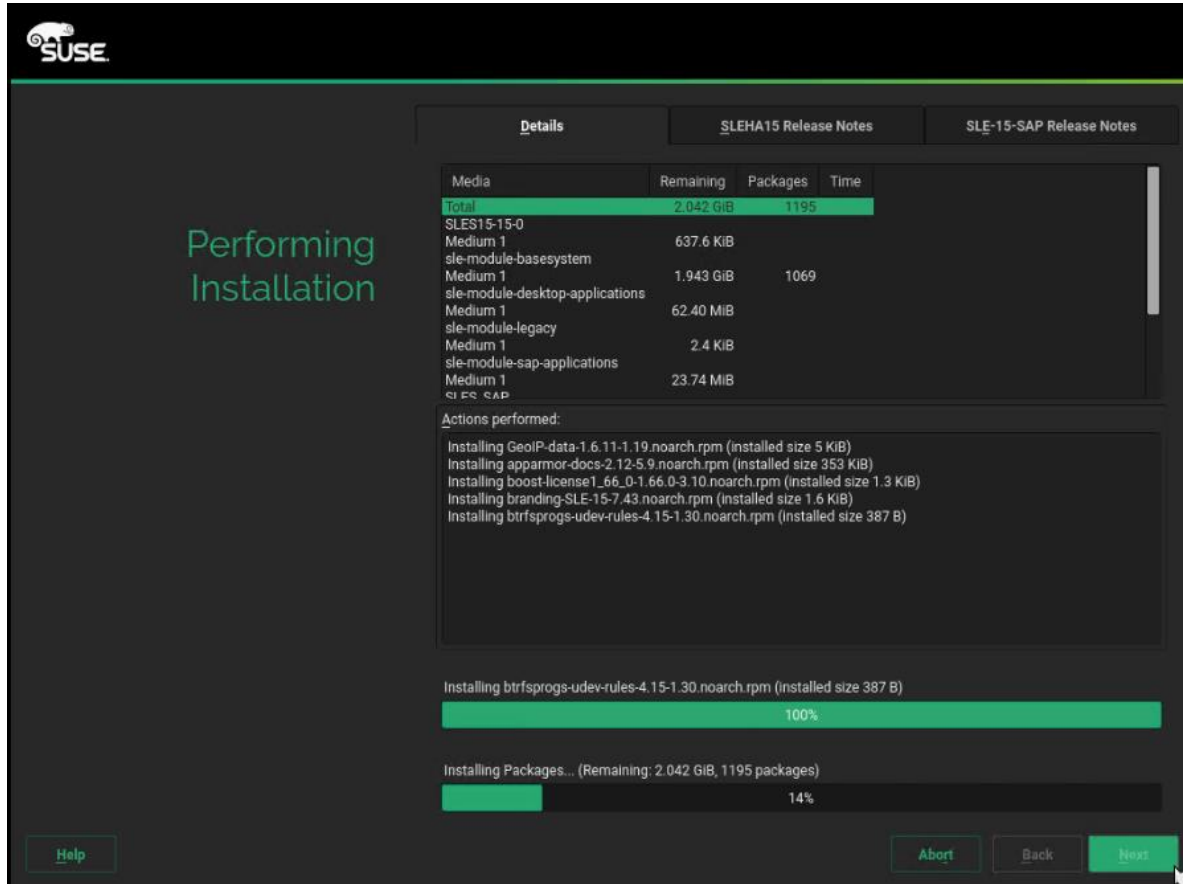 SUSE.
Details SLEHA15 Release Notes SLE-15-SAP Release Notes
Performing
Installation
Media Remaining Packages Time
Total 2.042 GiB 1195
SLES15-15-0
Medium 1 637.6 KiB
sle-module-basesystem
Medium 1 1.943 GiB 1069
sle-module-desktop-applications
Medium 1 62.40 MiB
sle-module-legacy
Medium 1 2.4 KiB
sle-module-sap-applications
Medium 1 23.74 MiB
SLES_SAP
Actions performed:
Installing GeoIP-data-1.6.11-1.19.noarch.rpm (installed size 5 KiB)
Installing apparmor-docs-2.12-5.9.noarch.rpm (installed size 353 KiB)
Installing boost-license1_66_0-1.66.0-3.10.noarch.rpm (installed size 1.3 KiB)
Installing branding-SLE-15-7.43.noarch.rpm (installed size 1.6 KiB)
Installing btrfsprogs-udev-rules-4.15-1.30.noarch.rpm (installed size 387 B)
Installing btrfsprogs-udev-rules-4.15-1.30.noarch.rpm (installed size 387 B)
100%
Installing Packages... (Remaining: 2.042 GiB, 1195 packages)
14%
Help Abort Back Next